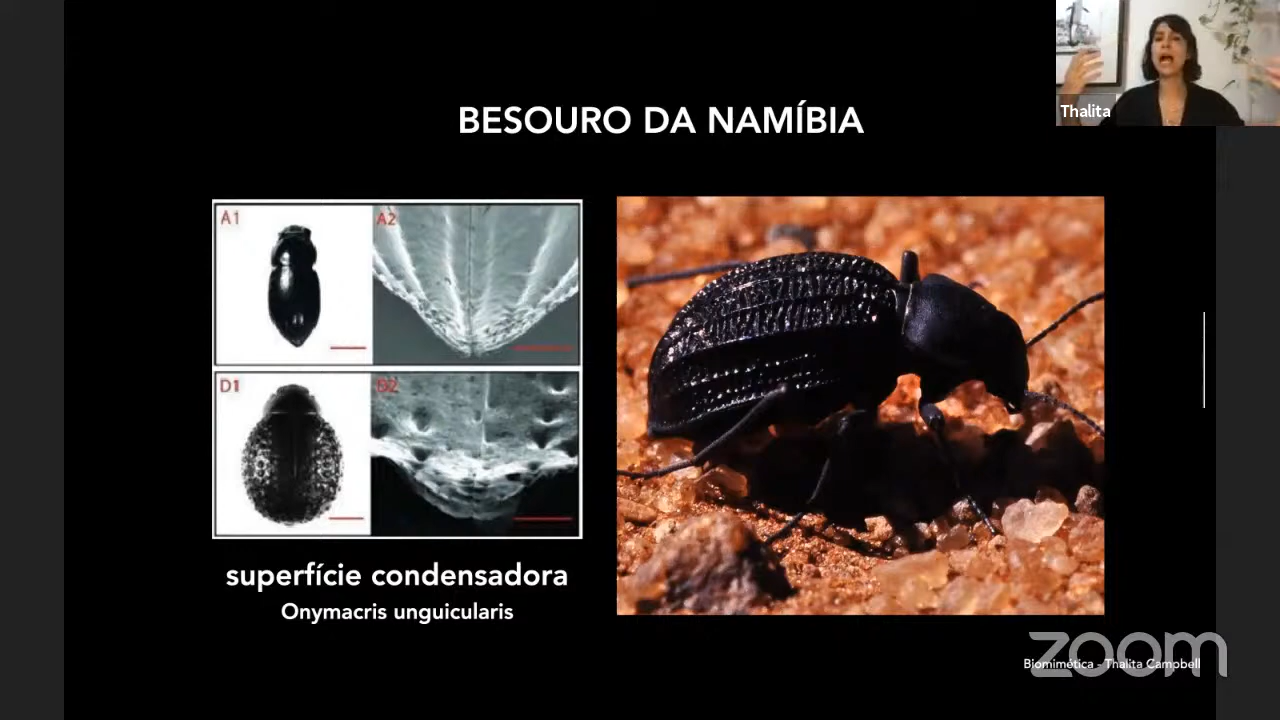 Thalita
BESOURO DA NAMÍBIA
A1
A2
D1
D2
superfície condensadora
Onymacris unguicularis
zoom
Biomimética - Thalita Campbell